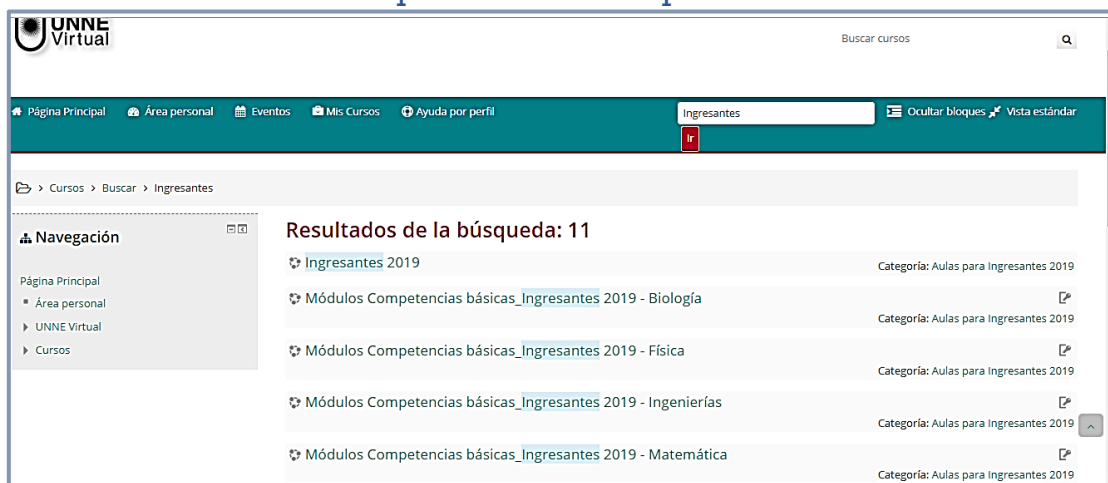 UNNE
Virtual
Buscar cursos
Página Principal Área personal Eventos Mis Cursos Ayuda por perfil Ingresantes Ocultar bloques Vista estándar
Ir
> Cursos > Buscar > Ingresantes
Navegación
Página Principal
Área personal
UNNE Virtual
Cursos
Resultados de la búsqueda: 11
Ingresantes 2019
Categoría: Aulas para Ingresantes 2019
Módulos Competencias básicas_Ingresantes 2019 - Biología
Categoría: Aulas para Ingresantes 2019
Módulos Competencias básicas_Ingresantes 2019 - Física
Categoría: Aulas para Ingresantes 2019
Módulos Competencias básicas_Ingresantes 2019 - Ingenierías
Categoría: Aulas para Ingresantes 2019
Módulos Competencias básicas_Ingresantes 2019 - Matemática
Categoría: Aulas para Ingresantes 2019